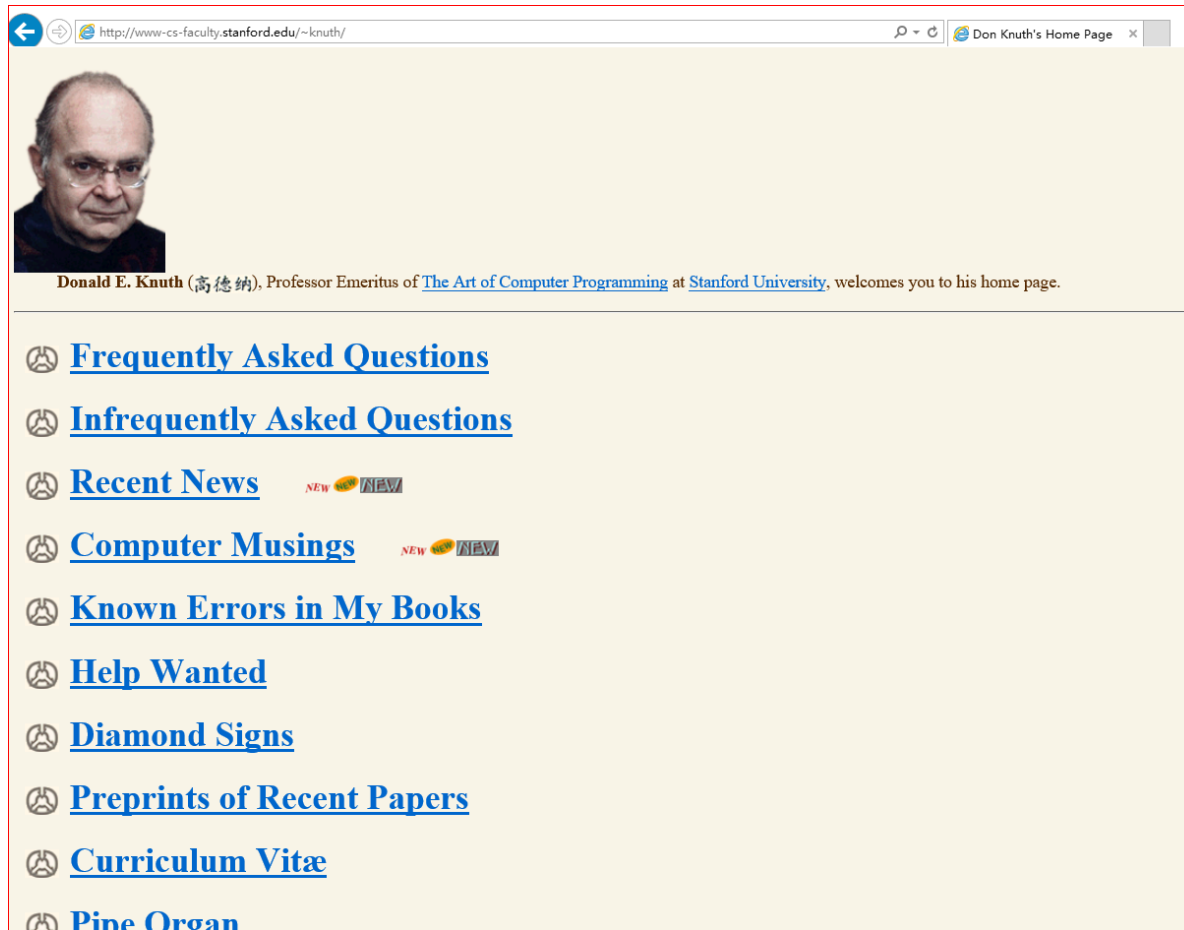 http://www-cs-faculty.stanford.edu/~knuth/
Don Knuth's Home Page
Donald E. Knuth (高德纳), Professor Emeritus of The Art of Computer Programming at Stanford University, welcomes you to his home page.
Frequently Asked Questions
Infrequently Asked Questions
Recent News NEW NEW NEW
Computer Musings NEW NEW NEW
Known Errors in My Books
Help Wanted
Diamond Signs
Preprints of Recent Papers
Curriculum Vitæ
Pipe Organ